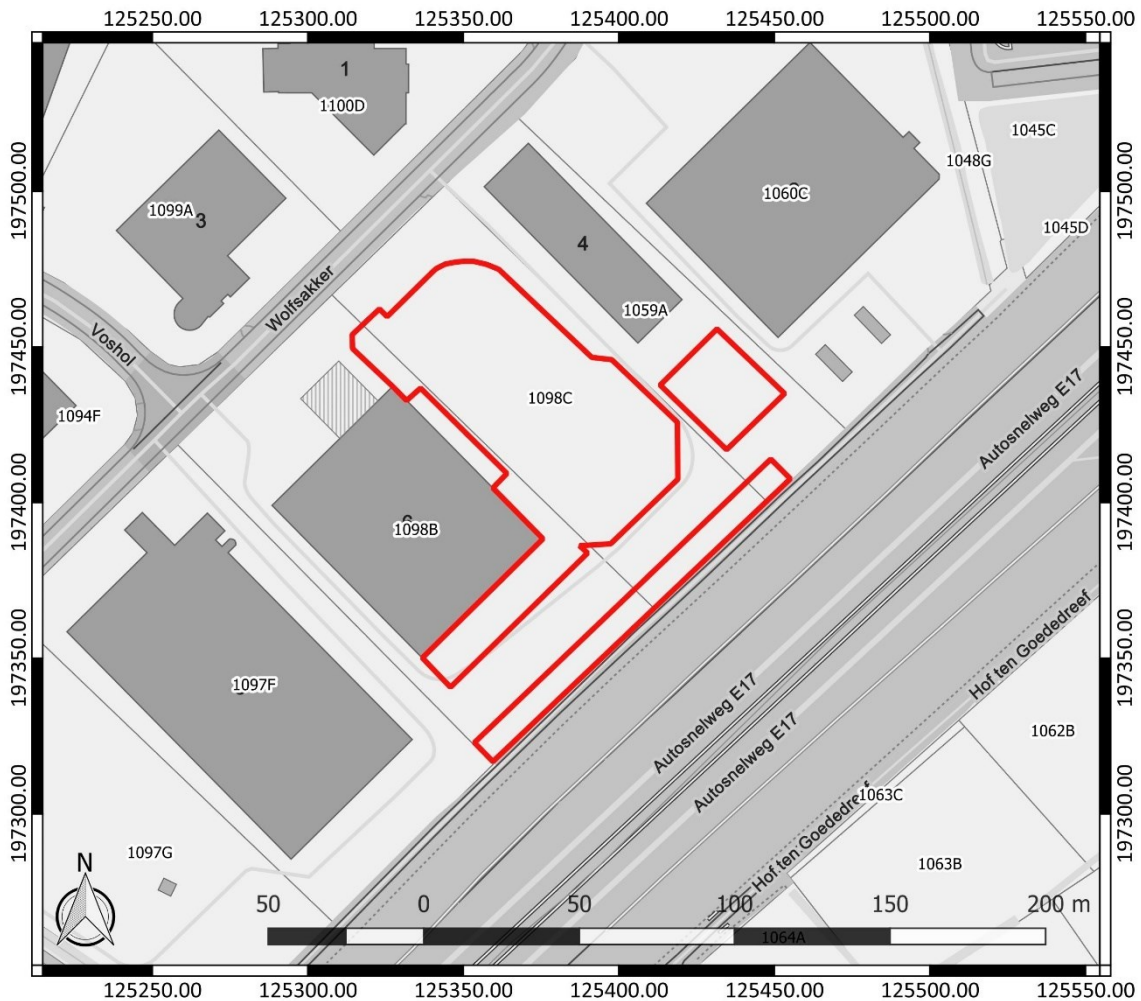 125250.00 125300.00 125350.00 125400.00 125450.00 125500.00 125550.00
1
1100D
1045C
1048G
197500.00
1099A
3
1060C
197500.00
4
1045D
Wolfsakker
1059A
Voshol
197450.00
197450.00
1094F
1098C
Autosnelweg E17
197400.00
197400.00
1098B
197350.00
197350.00
1097F
Hof ten Goededreef
Autosnelweg E17
1062B
Autosnelweg E17
197300.00
197300.00
1063C
1097G
1063B
Hof ten Goededreef
N
50 0 50 100 150 200 m
1064A
125250.00 125300.00 125350.00 125400.00 125450.00 125500.00 125550.00